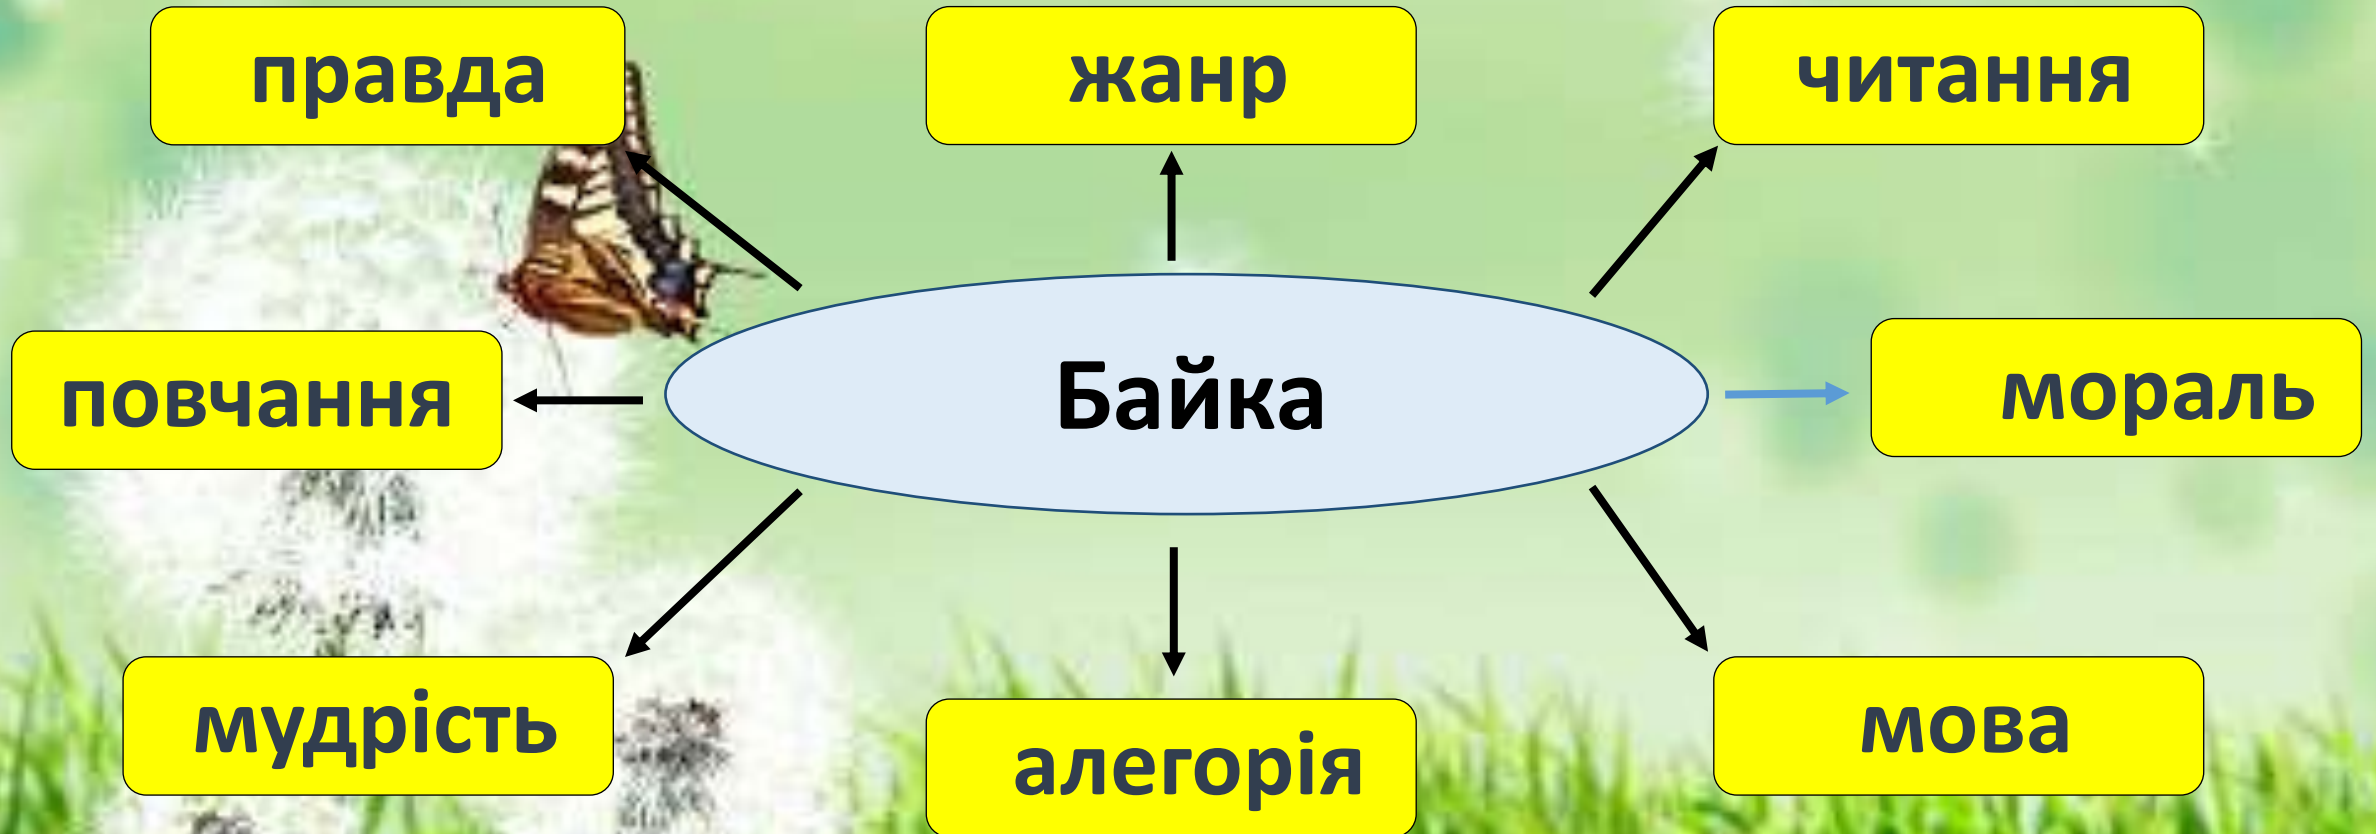 правда
жанр
читання
повчання
Байка
мораль
мудрість
алегорія
мова